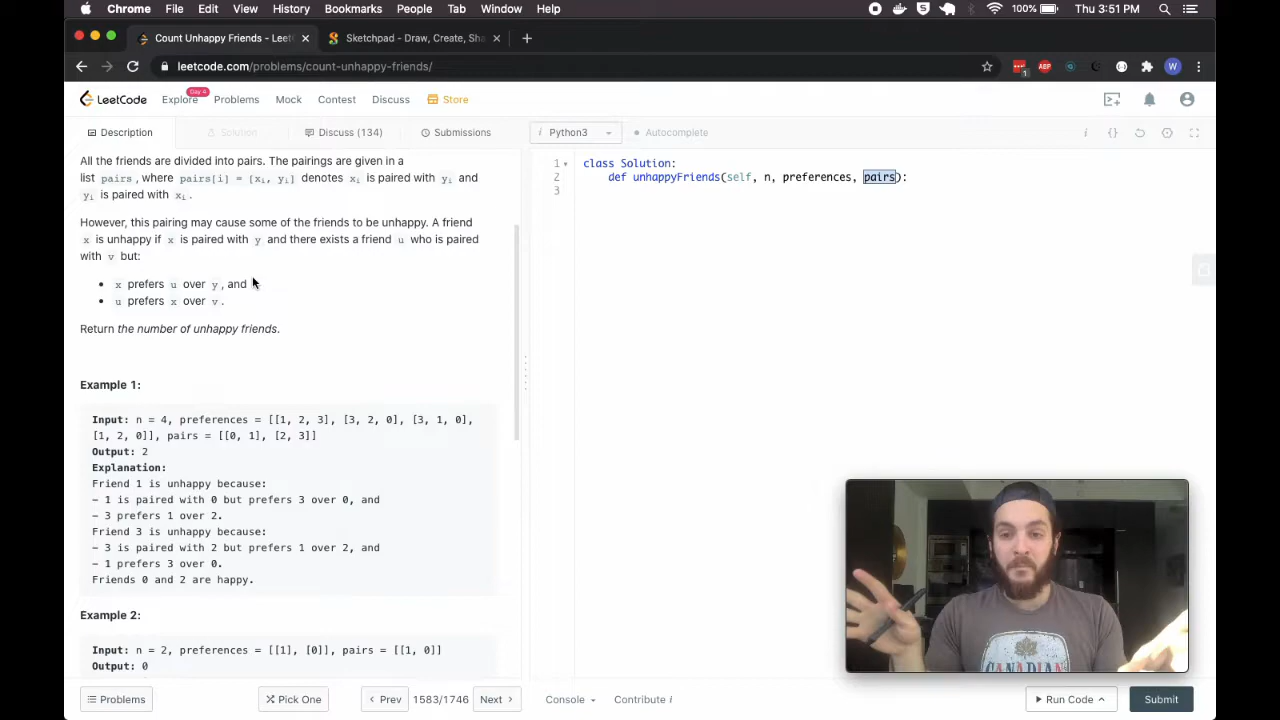 Chrome File Edit View History Bookmarks People Tab Window Help 100% Thu 3:51 PM
Count Unhappy Friends - Leet Sketchpad - Draw, Create, Sha
leetcode.com/problems/count-unhappy-friends/ ABP 1 W
LeetCode Explore Day 4 Problems Mock Contest Discuss Store
Description Solution Discuss (134) Submissions
i Python3 Autocomplete i {}
All the friends are divided into pairs. The pairings are given in a
list pairs, where pairs[i] = [xi, yi] denotes xi is paired with yi and
yi is paired with xi.
However, this pairing may cause some of the friends to be unhappy. A friend
x is unhappy if x is paired with y and there exists a friend u who is paired
with v but:
• x prefers u over y, and
• u prefers x over v.
Return the number of unhappy friends.
Example 1:
Input: n = 4, preferences = [[1, 2, 3], [3, 2, 0], [3, 1, 0],
[1, 2, 0]], pairs = [[0, 1], [2, 3]]
Output: 2
Explanation:
Friend 1 is unhappy because:
- 1 is paired with 0 but prefers 3 over 0, and
- 3 prefers 1 over 2.
Friend 3 is unhappy because:
- 3 is paired with 2 but prefers 1 over 2, and
- 1 prefers 3 over 0.
Friends 0 and 2 are happy.
Example 2:
Input: n = 2, preferences = [[1], [0]], pairs = [[1, 0]]
Output: 0
1 class Solution:
2 def unhappyFriends(self, n, preferences, pairs):
3
CANADIAN
Problems Pick One < Prev 1583/1746 Next > Console Contribute i Run Code Submit